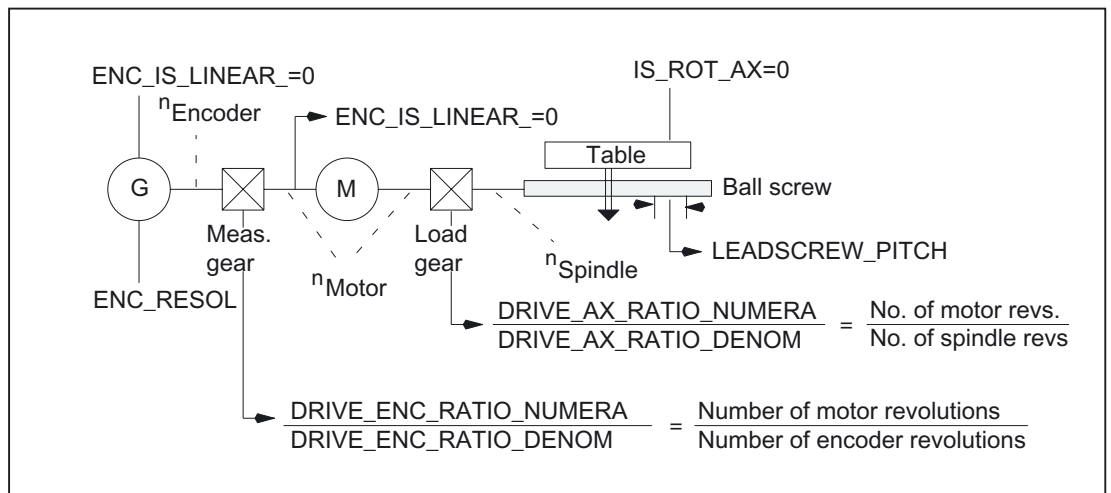 ENC_IS_LINEAR_=0
IS_ROT_AX=0
nEncoder
ENC_IS_LINEAR_=0
Table
G
M
Ball screw
Meas.
gear
Load
gear
nMotor
nSpindle
LEADSCREW_PITCH
ENC_RESOL
DRIVE_AX_RATIO_NUMERA
DRIVE_AX_RATIO_DENOM
=
No. of motor revs.
No. of spindle revs
DRIVE_ENC_RATIO_NUMERA
DRIVE_ENC_RATIO_DENOM
=
Number of motor revolutions
Number of encoder revolutions